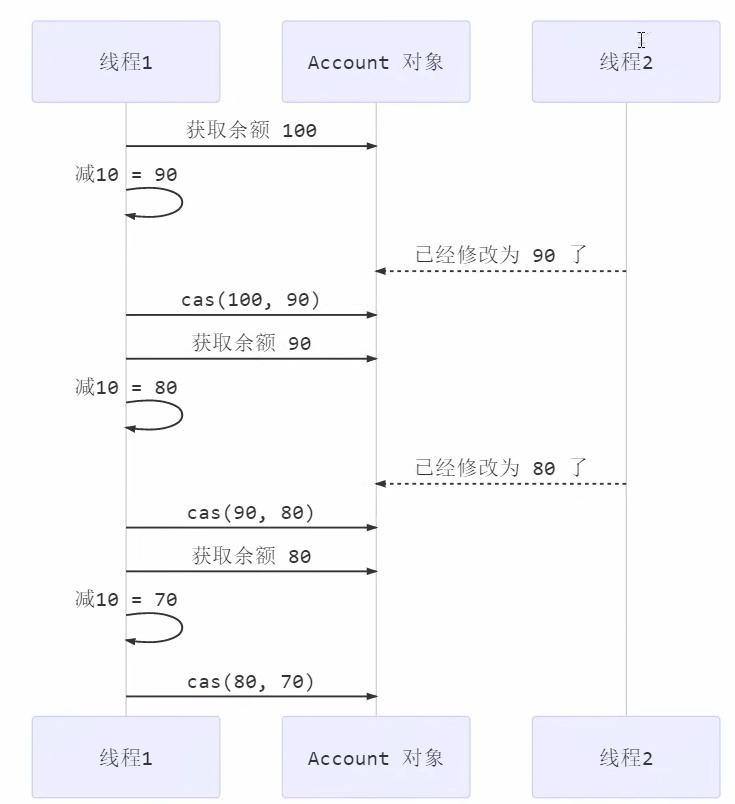 线程1
Account 对象
线程2
获取余额 100
减10 = 90
已经修改为 90 了
cas(100, 90)
获取余额 90
减10 = 80
已经修改为 80 了
cas(90, 80)
获取余额 80
减10 = 70
cas(80, 70)
线程1
Account 对象
线程2